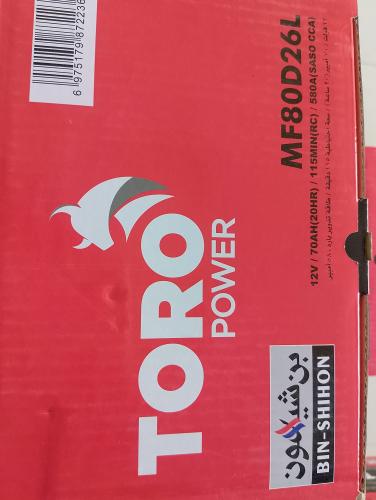 6 975179 872236
MF80D26L
12V / 70AH(20HR) / 115MIN(RC) / 580A(SASO CCA)
TORO
POWER
بن شيهون
BIN-SHIHON